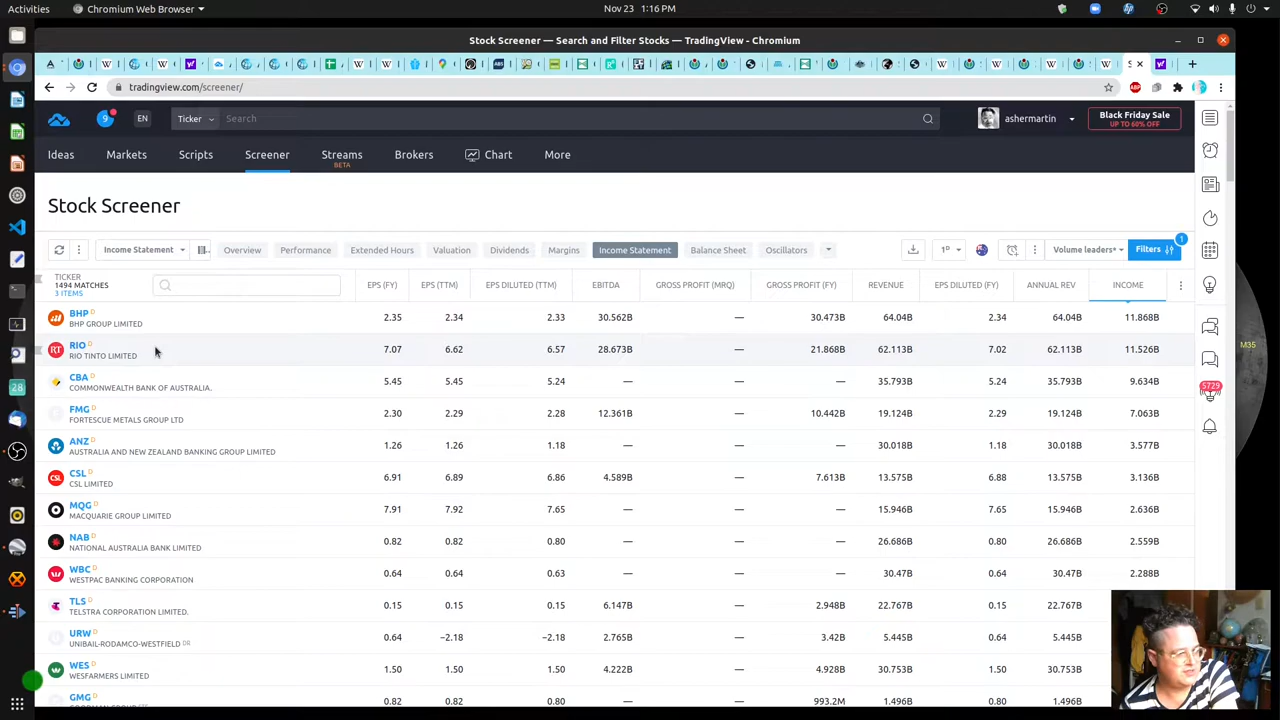 Activities
Chromium Web Browser
Nov 23 1:16 PM
Stock Screener — Search and Filter Stocks — TradingView - Chromium
tradingview.com/screener/
9 EN Ticker Search ashermartin Black Friday Sale
UP TO 60% OFF
Ideas Markets Scripts Screener Streams Brokers Chart More
BETA
Stock Screener
Income Statement Overview Performance Extended Hours Valuation Dividends Margins Income Statement Balance Sheet Oscillators 1D Volume leaders* Filters 1
TICKER
1494 MATCHES
3 ITEMS
EPS (FY) EPS (TTM) EPS DILUTED (TTM) EBITDA GROSS PROFIT (MRQ) GROSS PROFIT (FY) REVENUE EPS DILUTED (FY) ANNUAL REV INCOME
BHP D 2.35 2.34 2.33 30.562B — 30.473B 64.04B 2.34 64.04B 11.868B
BHP GROUP LIMITED
RT RIO D 7.07 6.62 6.57 28.673B — 21.868B 62.113B 7.02 62.113B 11.526B
RIO TINTO LIMITED
CBA D 5.45 5.45 5.24 — — — 35.793B 5.24 35.793B 9.634B
COMMONWEALTH BANK OF AUSTRALIA.
FMG D 2.30 2.29 2.28 12.361B — 10.442B 19.124B 2.29 19.124B 7.063B
FORTESCUE METALS GROUP LTD
ANZ D 1.26 1.26 1.18 — — — 30.018B 1.18 30.018B 3.577B
AUSTRALIA AND NEW ZEALAND BANKING GROUP LIMITED
CSL CSL D 6.91 6.89 6.86 4.589B — 7.613B 13.575B 6.88 13.575B 3.136B
CSL LIMITED
MQG D 7.91 7.92 7.65 — — — 15.946B 7.65 15.946B 2.636B
MACQUARIE GROUP LIMITED
NAB D 0.82 0.82 0.80 — — — 26.686B 0.80 26.686B 2.559B
NATIONAL AUSTRALIA BANK LIMITED
WBC D 0.64 0.64 0.63 — — — 30.47B 0.64 30.47B 2.288B
WESTPAC BANKING CORPORATION
TLS D 0.15 0.15 0.15 6.147B — 2.948B 22.767B 0.15 22.767B
TELSTRA CORPORATION LIMITED.
URW D 0.64 −2.18 −2.18 2.765B — 3.42B 5.445B 0.64 5.445B
UNIBAIL-RODAMCO-WESTFIELD DR
WES D 1.50 1.50 1.50 4.222B — 4.928B 30.753B 1.50 30.753B
WESFARMERS LIMITED
GMG D 0.82 0.82 0.80 — — 993.2M 1.496B 0.80 1.496B
M35
5729
28